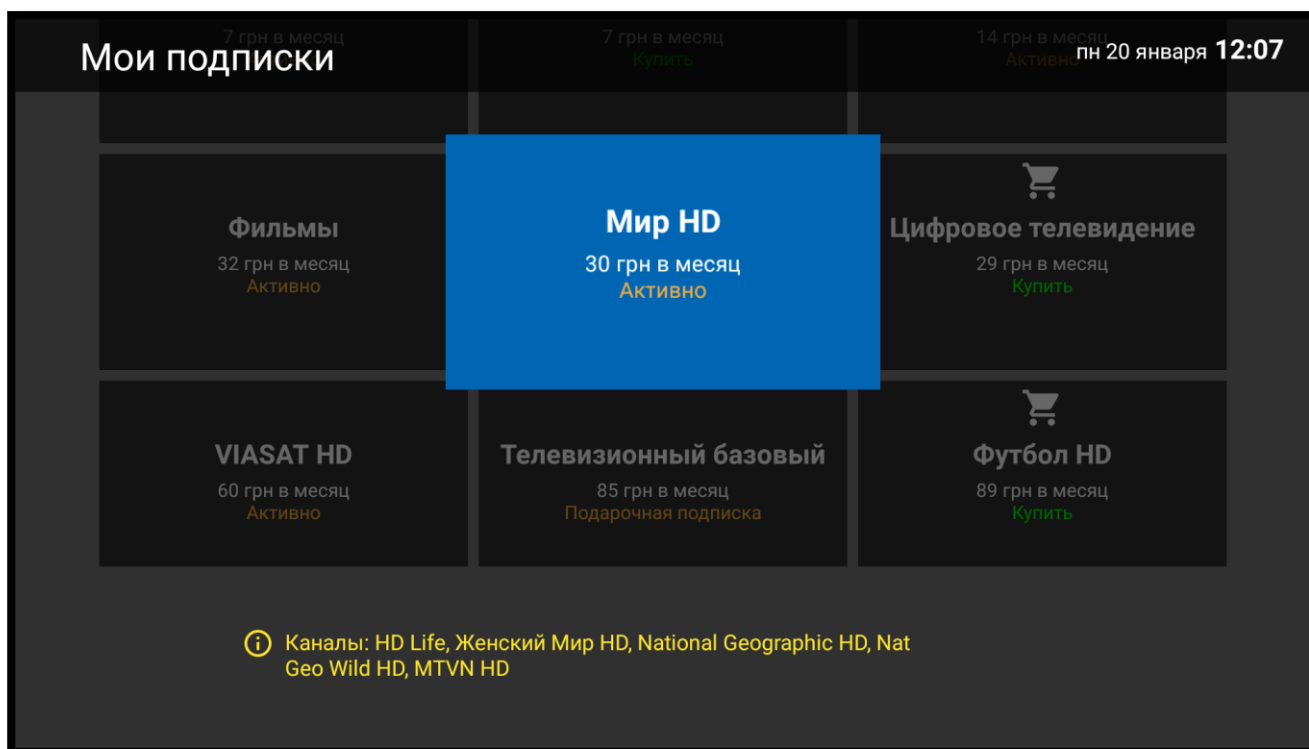 Мои подписки
пн 20 января 12:07
7 грн в месяц
7 грн в месяц
Купить
14 грн в месяц
Активно
Фильмы
32 грн в месяц
Активно
Мир HD
30 грн в месяц
Активно
Цифровое телевидение
29 грн в месяц
Купить
VIASAT HD
60 грн в месяц
Активно
Телевизионный базовый
85 грн в месяц
Подарочная подписка
Футбол HD
89 грн в месяц
Купить
Каналы: HD Life, Женский Мир HD, National Geographic HD, Nat
Geo Wild HD, MTVN HD